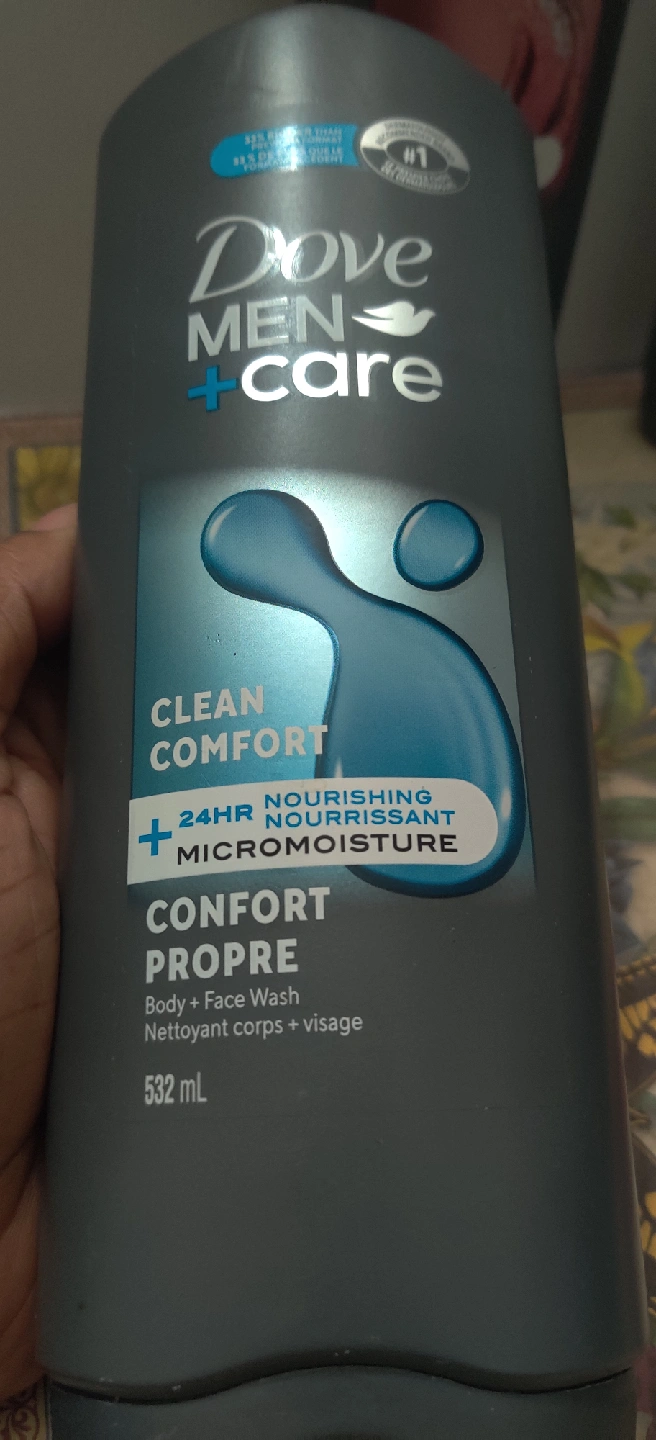 #1
Dove
MEN
+care
CLEAN
COMFORT
+ 24HR NOURISHING
NOURRISSANT
MICROMOISTURE
CONFORT
PROPRE
Body + Face Wash
Nettoyant corps + visage
532 mL